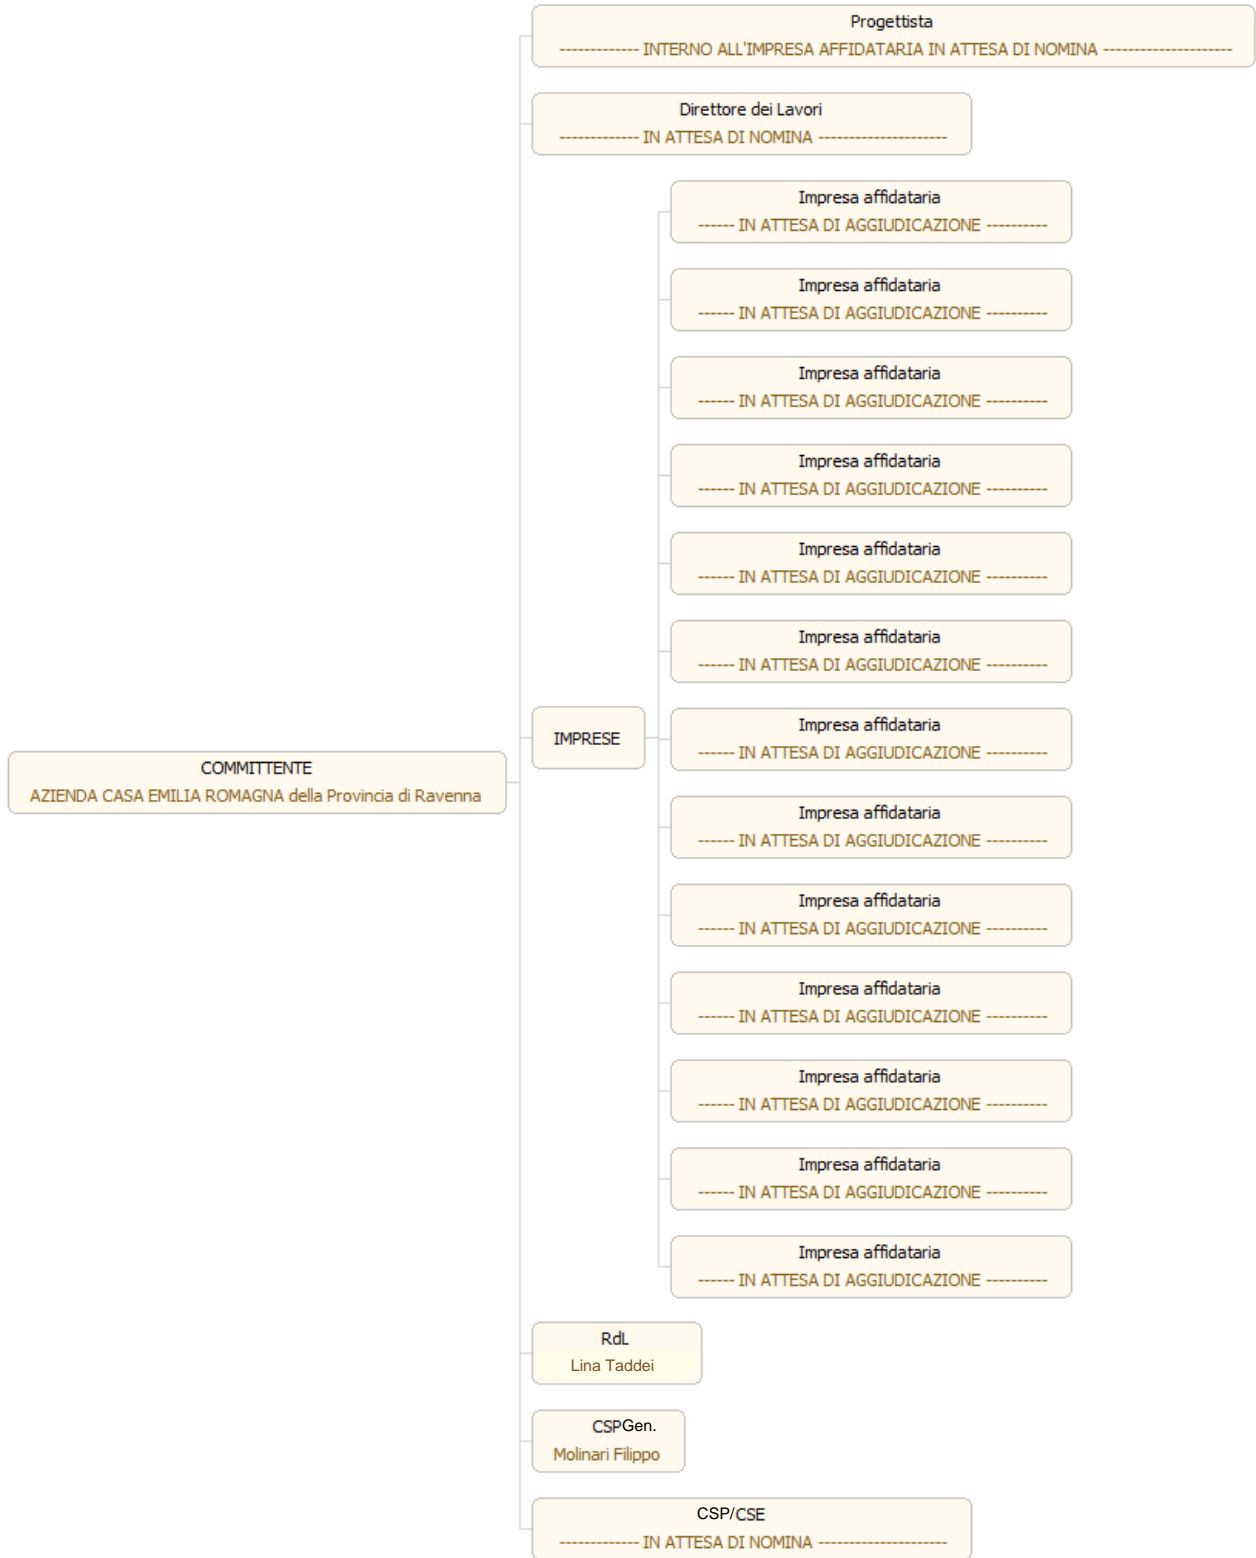 Progettista
------------- INTERNO ALL'IMPRESA AFFIDATARIA IN ATTESA DI NOMINA ---------------------
Direttore dei Lavori
------------- IN ATTESA DI NOMINA ---------------------
Impresa affidataria
------ IN ATTESA DI AGGIUDICAZIONE ----------
Impresa affidataria
------ IN ATTESA DI AGGIUDICAZIONE ----------
Impresa affidataria
------ IN ATTESA DI AGGIUDICAZIONE ----------
Impresa affidataria
------ IN ATTESA DI AGGIUDICAZIONE ----------
Impresa affidataria
------ IN ATTESA DI AGGIUDICAZIONE ----------
Impresa affidataria
------ IN ATTESA DI AGGIUDICAZIONE ----------
IMPRESE
Impresa affidataria
------ IN ATTESA DI AGGIUDICAZIONE ----------
COMMITTENTE
AZIENDA CASA EMILIA ROMAGNA della Provincia di Ravenna
Impresa affidataria
------ IN ATTESA DI AGGIUDICAZIONE ----------
Impresa affidataria
------ IN ATTESA DI AGGIUDICAZIONE ----------
Impresa affidataria
------ IN ATTESA DI AGGIUDICAZIONE ----------
Impresa affidataria
------ IN ATTESA DI AGGIUDICAZIONE ----------
Impresa affidataria
------ IN ATTESA DI AGGIUDICAZIONE ----------
Impresa affidataria
------ IN ATTESA DI AGGIUDICAZIONE ----------
RdL
Lina Taddei
CSPGen.
Molinari Filippo
CSP/CSE
------------- IN ATTESA DI NOMINA ---------------------